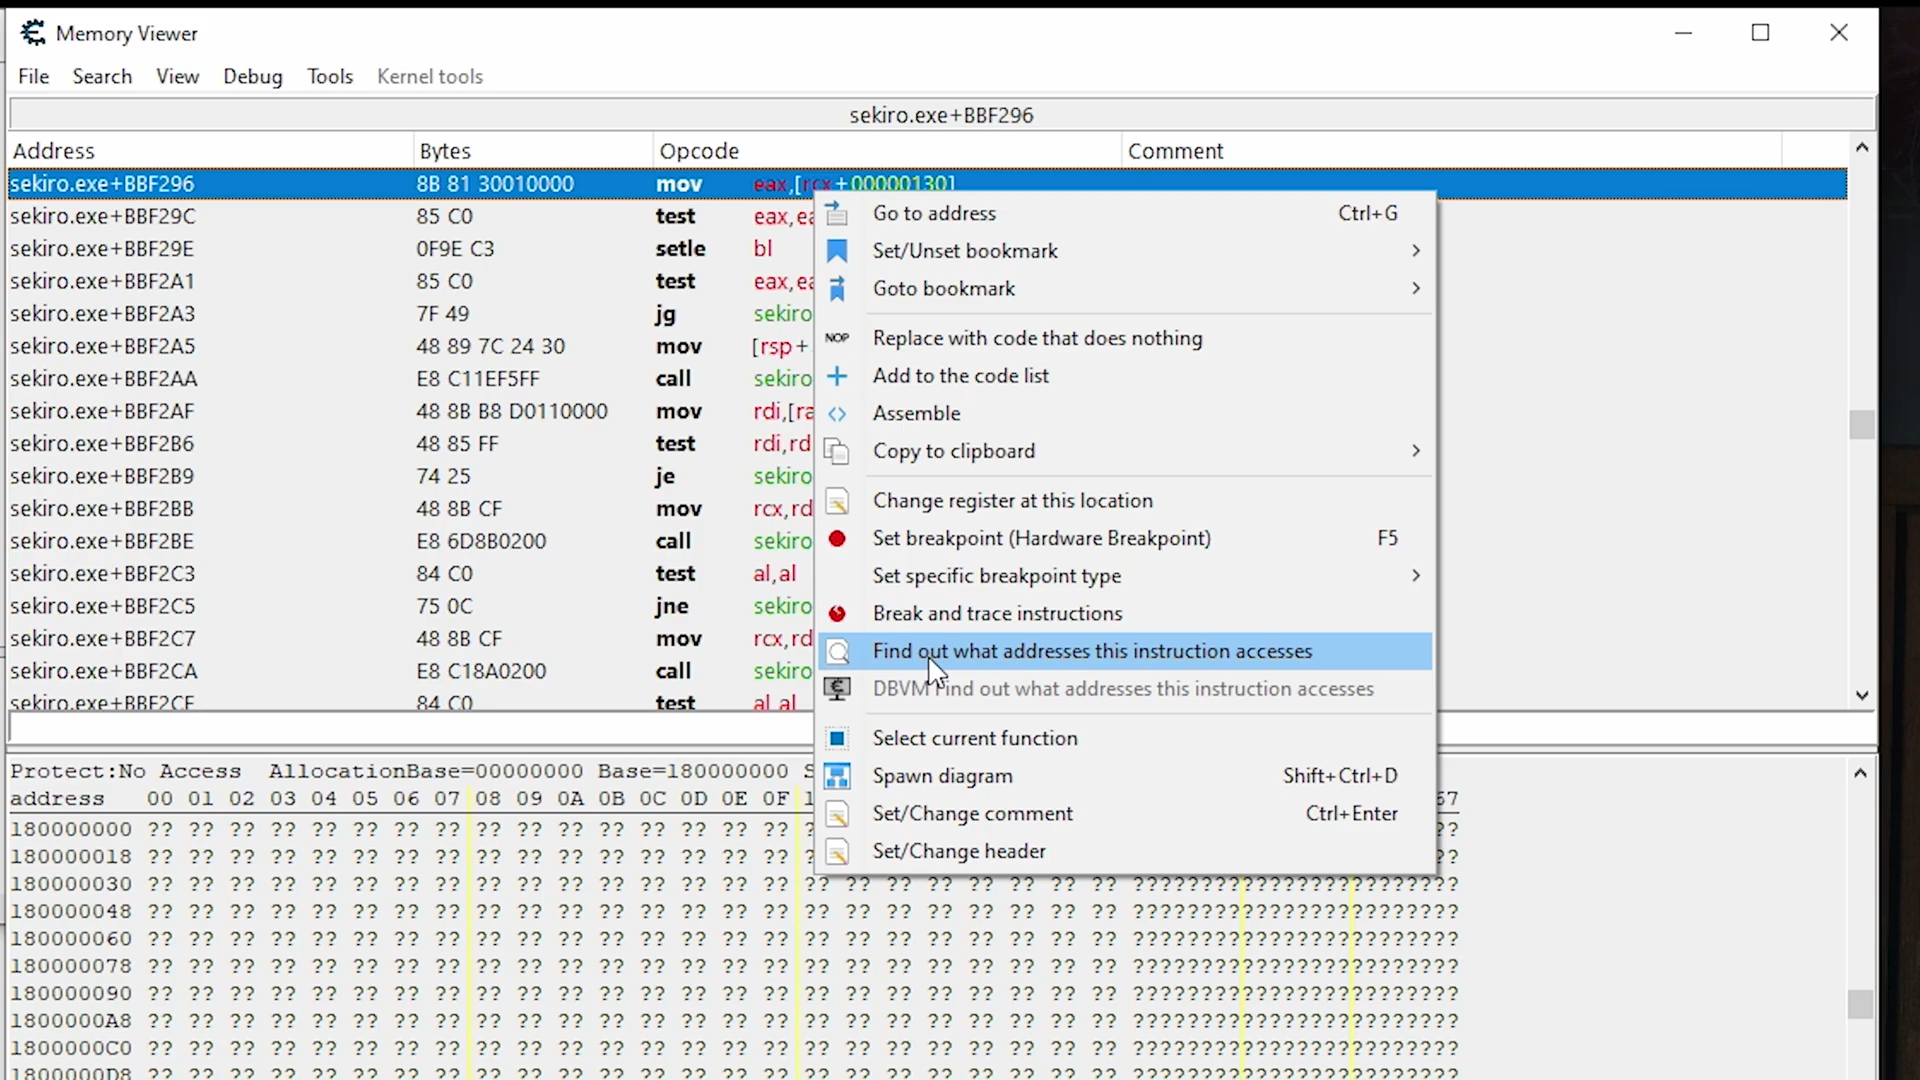 Memory Viewer
File Search View Debug Tools Kernel tools
sekiro.exe+BBF296
Address Bytes Opcode Comment
sekiro.exe+BBF296 8B 81 30010000 mov eax,[rcx+00000130]
sekiro.exe+BBF29C 85 C0 test eax,ea
sekiro.exe+BBF29E 0F9E C3 setle bl
sekiro.exe+BBF2A1 85 C0 test eax,ea
sekiro.exe+BBF2A3 7F 49 jg sekiro
sekiro.exe+BBF2A5 48 89 7C 24 30 mov [rsp+
sekiro.exe+BBF2AA E8 C11EF5FF call sekiro
sekiro.exe+BBF2AF 48 8B B8 D0110000 mov rdi,[ra
sekiro.exe+BBF2B6 48 85 FF test rdi,rd
sekiro.exe+BBF2B9 74 25 je sekiro
sekiro.exe+BBF2BB 48 8B CF mov rcx,rd
sekiro.exe+BBF2BE E8 6D8B0200 call sekiro
sekiro.exe+BBF2C3 84 C0 test al,al
sekiro.exe+BBF2C5 75 0C jne sekiro
sekiro.exe+BBF2C7 48 8B CF mov rcx,rd
sekiro.exe+BBF2CA E8 C18A0200 call sekiro
sekiro.exe+BBF2CE 84 C0 test al,al
Go to address Ctrl+G
Set/Unset bookmark
Goto bookmark
NOP Replace with code that does nothing
Add to the code list
Assemble
Copy to clipboard
Change register at this location
Set breakpoint (Hardware Breakpoint) F5
Set specific breakpoint type
Break and trace instructions
Find out what addresses this instruction accesses
DBVM Find out what addresses this instruction accesses
Select current function
Spawn diagram Shift+Ctrl+D
Set/Change comment Ctrl+Enter
Set/Change header
Protect:No Access AllocationBase=00000000 Base=180000000 S
address 00 01 02 03 04 05 06 07 08 09 0A 0B 0C 0D 0E 0F 1 67
180000000 ?? ?? ?? ?? ?? ?? ?? ?? ?? ?? ?? ?? ?? ?? ?? ?? ??
180000018 ?? ?? ?? ?? ?? ?? ?? ?? ?? ?? ?? ?? ?? ?? ?? ?? ??
180000030 ?? ?? ?? ?? ?? ?? ?? ?? ?? ?? ?? ?? ?? ?? ?? ?? ?? ?? ?? ?? ?? ?? ?? ?? ????????????????????????
180000048 ?? ?? ?? ?? ?? ?? ?? ?? ?? ?? ?? ?? ?? ?? ?? ?? ?? ?? ?? ?? ?? ?? ?? ?? ????????????????????????
180000060 ?? ?? ?? ?? ?? ?? ?? ?? ?? ?? ?? ?? ?? ?? ?? ?? ?? ?? ?? ?? ?? ?? ?? ?? ????????????????????????
180000078 ?? ?? ?? ?? ?? ?? ?? ?? ?? ?? ?? ?? ?? ?? ?? ?? ?? ?? ?? ?? ?? ?? ?? ?? ????????????????????????
180000090 ?? ?? ?? ?? ?? ?? ?? ?? ?? ?? ?? ?? ?? ?? ?? ?? ?? ?? ?? ?? ?? ?? ?? ?? ????????????????????????
1800000A8 ?? ?? ?? ?? ?? ?? ?? ?? ?? ?? ?? ?? ?? ?? ?? ?? ?? ?? ?? ?? ?? ?? ?? ?? ????????????????????????
1800000C0 ?? ?? ?? ?? ?? ?? ?? ?? ?? ?? ?? ?? ?? ?? ?? ?? ?? ?? ?? ?? ?? ?? ?? ?? ????????????????????????
1800000D8 ?? ?? ?? ?? ?? ?? ?? ?? ?? ?? ?? ?? ?? ?? ?? ?? ?? ?? ?? ?? ?? ?? ?? ?? ????????????????????????